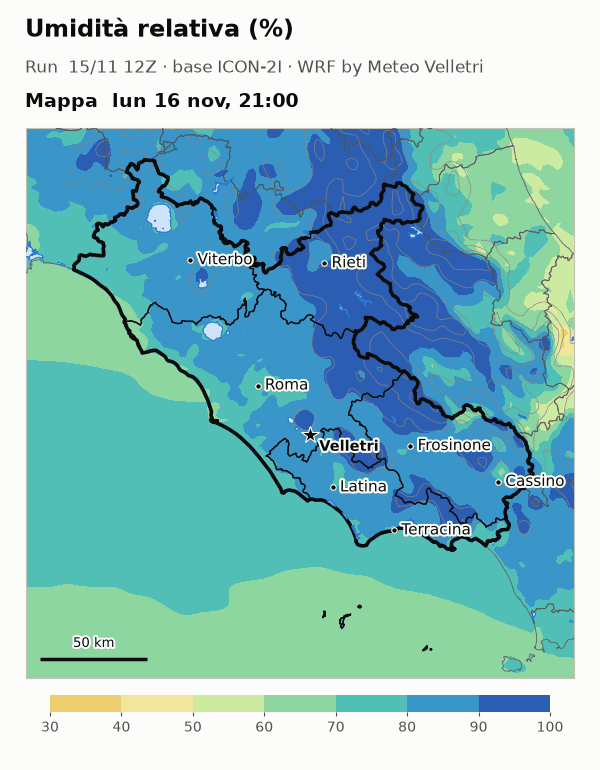 Umidità relativa (%)
Run  15/11 12Z · base ICON-2I · WRF by Meteo Velletri
Mappa  lun 16 nov, 21:00
Viterbo
Rieti
Roma
Velletri
Frosinone
Cassino
Latina
Terracina
50 km
30 40 50 60 70 80 90 100